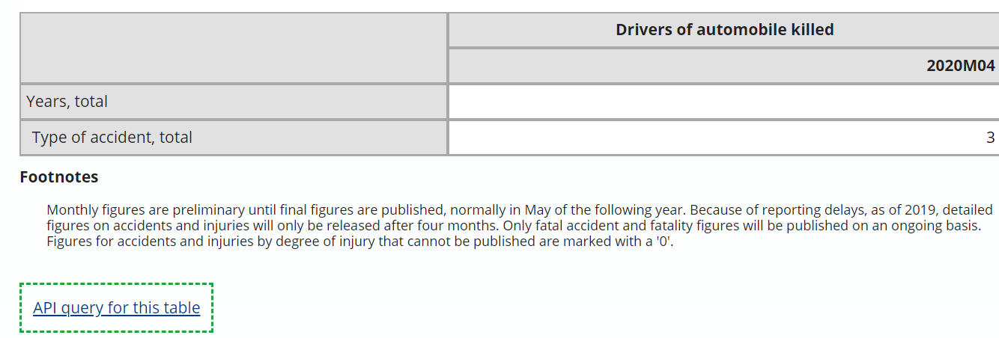 Drivers of automobile killed
2020M04
Years, total
Type of accident, total 3
Footnotes
Monthly figures are preliminary until final figures are published, normally in May of the following year. Because of reporting delays, as of 2019, detailed
figures on accidents and injuries will only be released after four months. Only fatal accident and fatality figures will be published on an ongoing basis.
Figures for accidents and injuries by degree of injury that cannot be published are marked with a '0'.
API query for this table